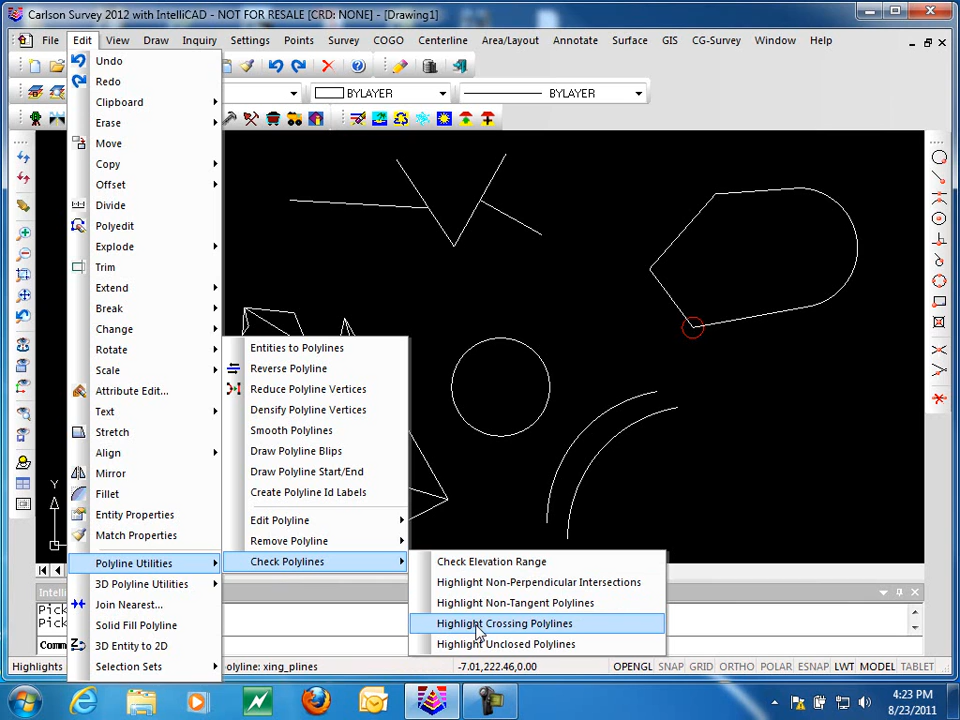 Carlson Survey 2012 with IntelliCAD - NOT FOR RESALE [CRD: NONE] - [Drawing1]
File Edit View Draw Inquiry Settings Points Survey COGO Centerline Area/Layout Annotate Surface GIS CG-Survey Window Help
BYLAYER BYLAYER
Undo
Redo
Clipboard
Erase
Move
Copy
Offset
Divide
Polyedit
Explode
Trim
Extend
Break
Change
Rotate
Scale
Attribute Edit...
Text
Stretch
Align
Mirror
Fillet
Entity Properties
Match Properties
Polyline Utilities
3D Polyline Utilities
Join Nearest...
Solid Fill Polyline
3D Entity to 2D
Selection Sets
Entities to Polylines
Reverse Polyline
Reduce Polyline Vertices
Densify Polyline Vertices
Smooth Polylines
Draw Polyline Blips
Draw Polyline Start/End
Create Polyline Id Labels
Edit Polyline
Remove Polyline
Check Polylines
Check Elevation Range
Highlight Non-Perpendicular Intersections
Highlight Non-Tangent Polylines
Highlight Crossing Polylines
Highlight Unclosed Polylines
Y
Intelli
Pick
Pick
Comm
Highlights olyline: xing_plines -7.01,222.46,0.00 OPENGL SNAP GRID ORTHO POLAR ESNAP LWT MODEL TABLET
4:23 PM
8/23/2011